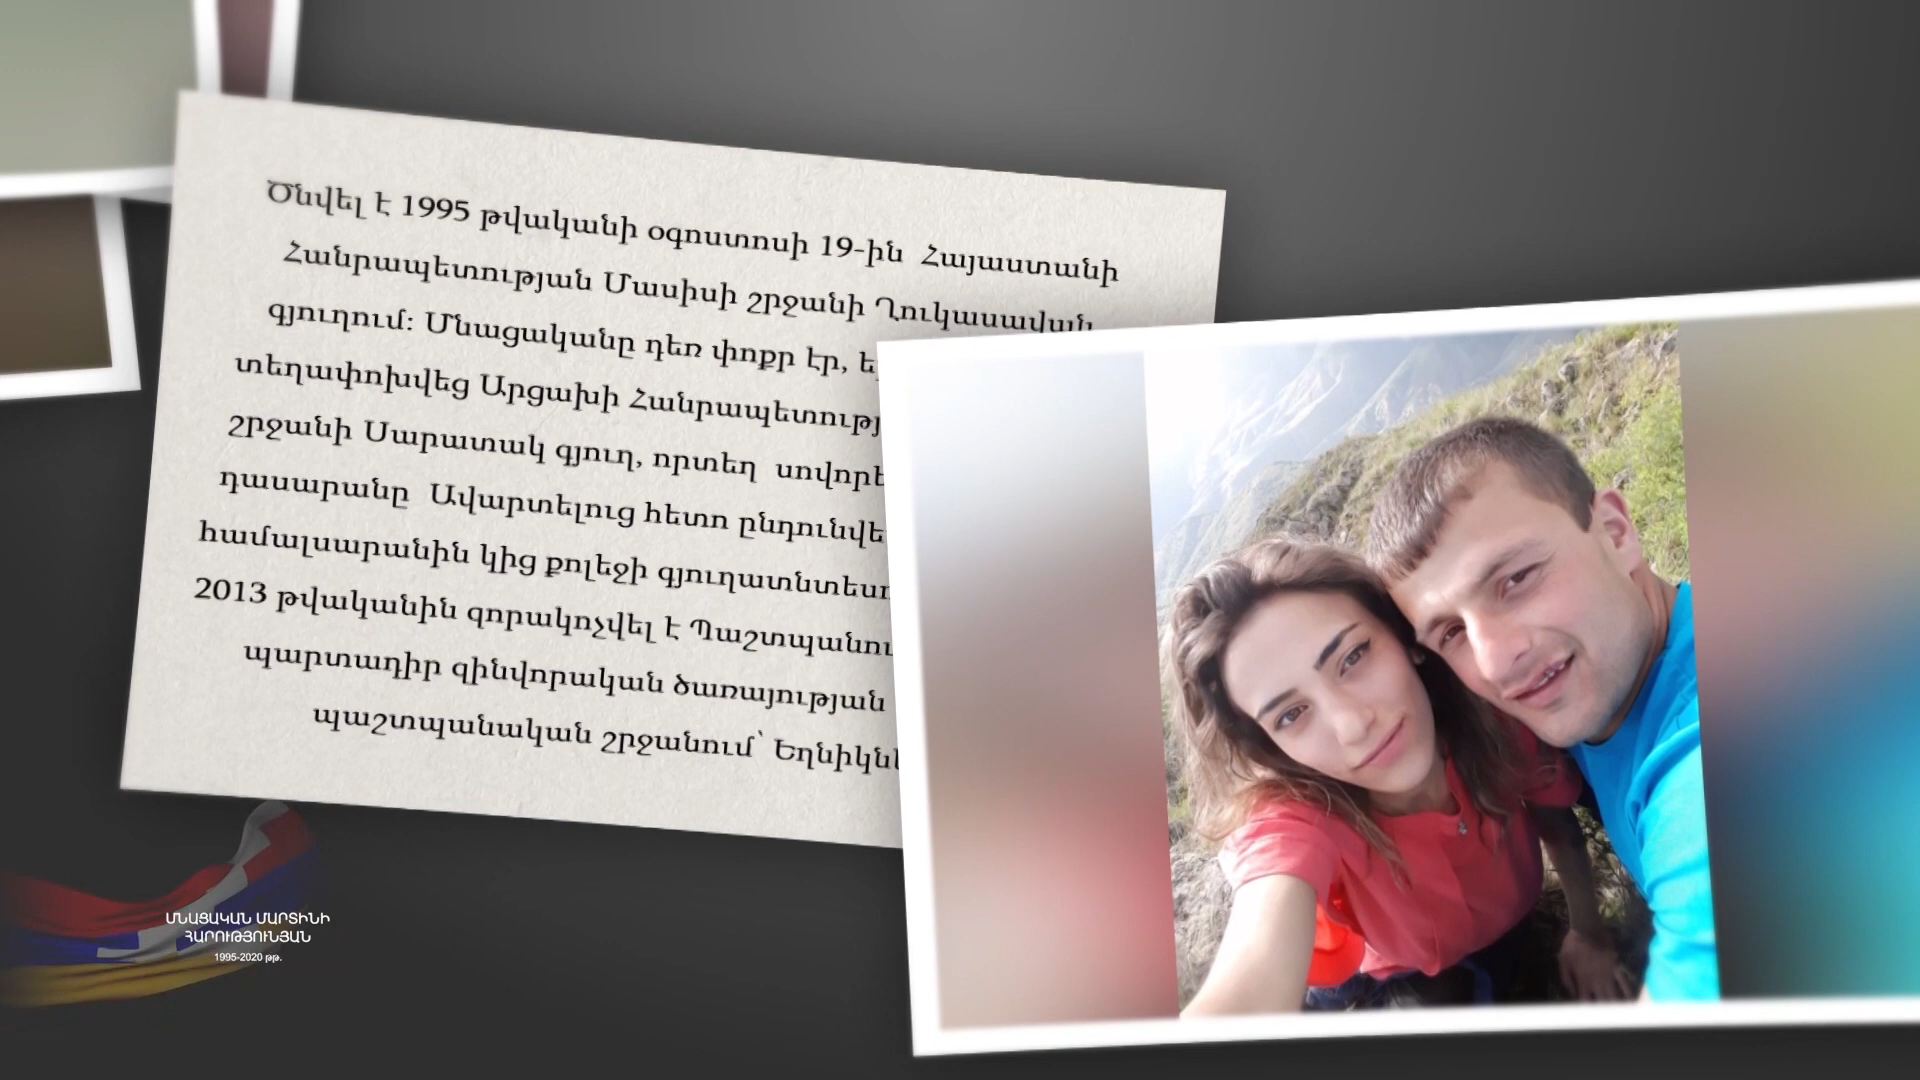 Ծնվել է 1995 թվականի օգոստոսի 19-ին Հայաստանի
Հանրապետության Մասիսի շրջանի Ղուկասավան
գյուղում: Մնացականը դեռ փոքր էր,
տեղափոխվեց Արցախի
շրջանի Սարատակ գյուղ, որտեղ
դասարանը Ավարտելուց հետո
համալսարանին կից քոլեջի
2013 թվականին զորակոչվել է
պարտադիր զինվորական ծառայության
պաշտպանական շրջանում՝
ՄՆԱՑԱԿԱՆ ՄԱՐՏԻՆԻ
ՀԱՐՈՒԹՅՈՒՆՅԱՆ
1995-2020 թթ.